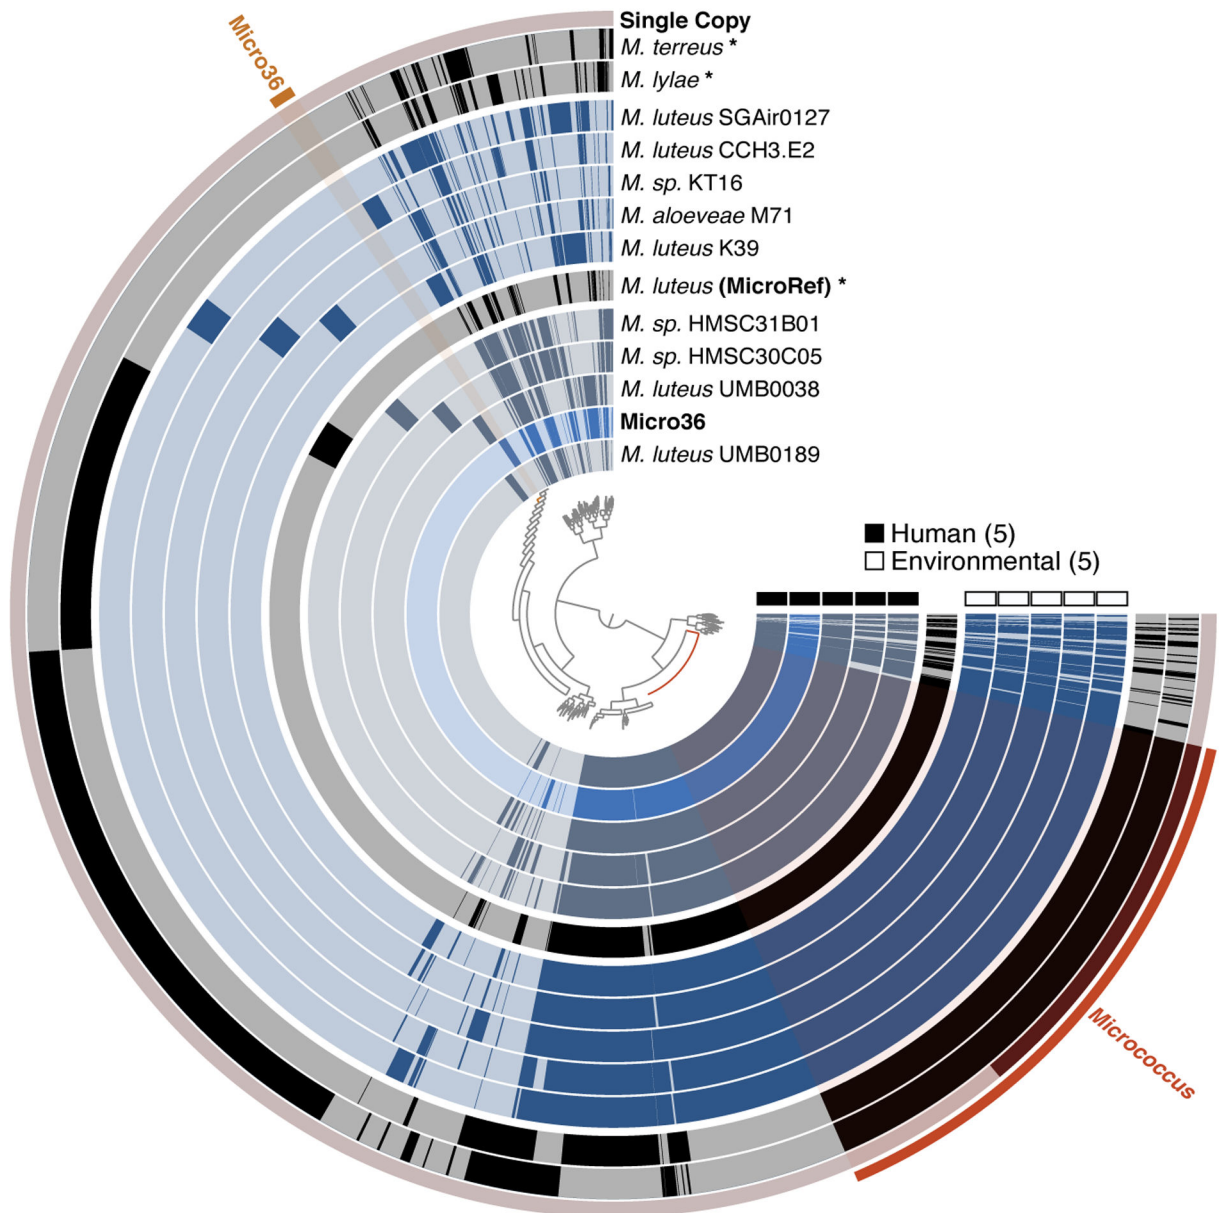 Micro36
Single Copy
M. terreus *
M. lylae *
M. luteus SGAir0127
M. luteus CCH3.E2
M. sp. KT16
M. aloeveae M71
M. luteus K39
M. luteus (MicroRef) *
M. sp. HMSC31B01
M. sp. HMSC30C05
M. luteus UMB0038
Micro36
M. luteus UMB0189
Human (5)
Environmental (5)
Micrococcus